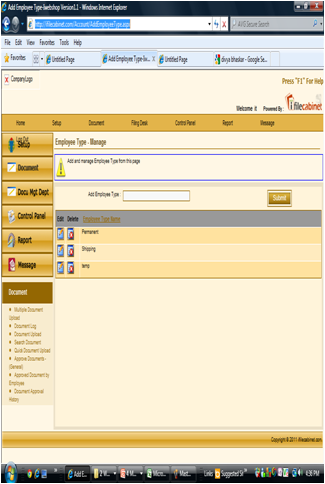 Add Employee Type-liwebshop Version1.1 - Windows Internet Explorer
http://ifilecabinet.com/Account/AddEmployeeType.aspx
AVG Secure Search
File Edit View Favorites Tools Help
Favorites
Untitled Page
Add Employee Type-liw...
Untitled Page
divya bhaskar - Google Se...
CompanyLogo
Press "F1" For Help
Welcome it
Powered By :
ifilecabinet
Home Setup Document Filing Desk Control Panel Report Message
Log Out
Setup
Document
Docu Mgt Dept
Control Panel
Report
Message
Employee Type - Manage
Add and manage Employee Type from this page
Add Employee Type
Submit
Edit Delete Employee Type Name
Permanent
Shipping
temp
Document
Multiple Document
Upload
Document Log
Document Upload
Search Document
Quick Document Upload
Approve Documents -
(General)
Approved Document by
Employee
Document Approval
History
Copyright © 2011 ifilecabinet.com
Add E...
2 W...
4 M...
Micro...
Mast...
Links
Suggested Si
4:36 PM